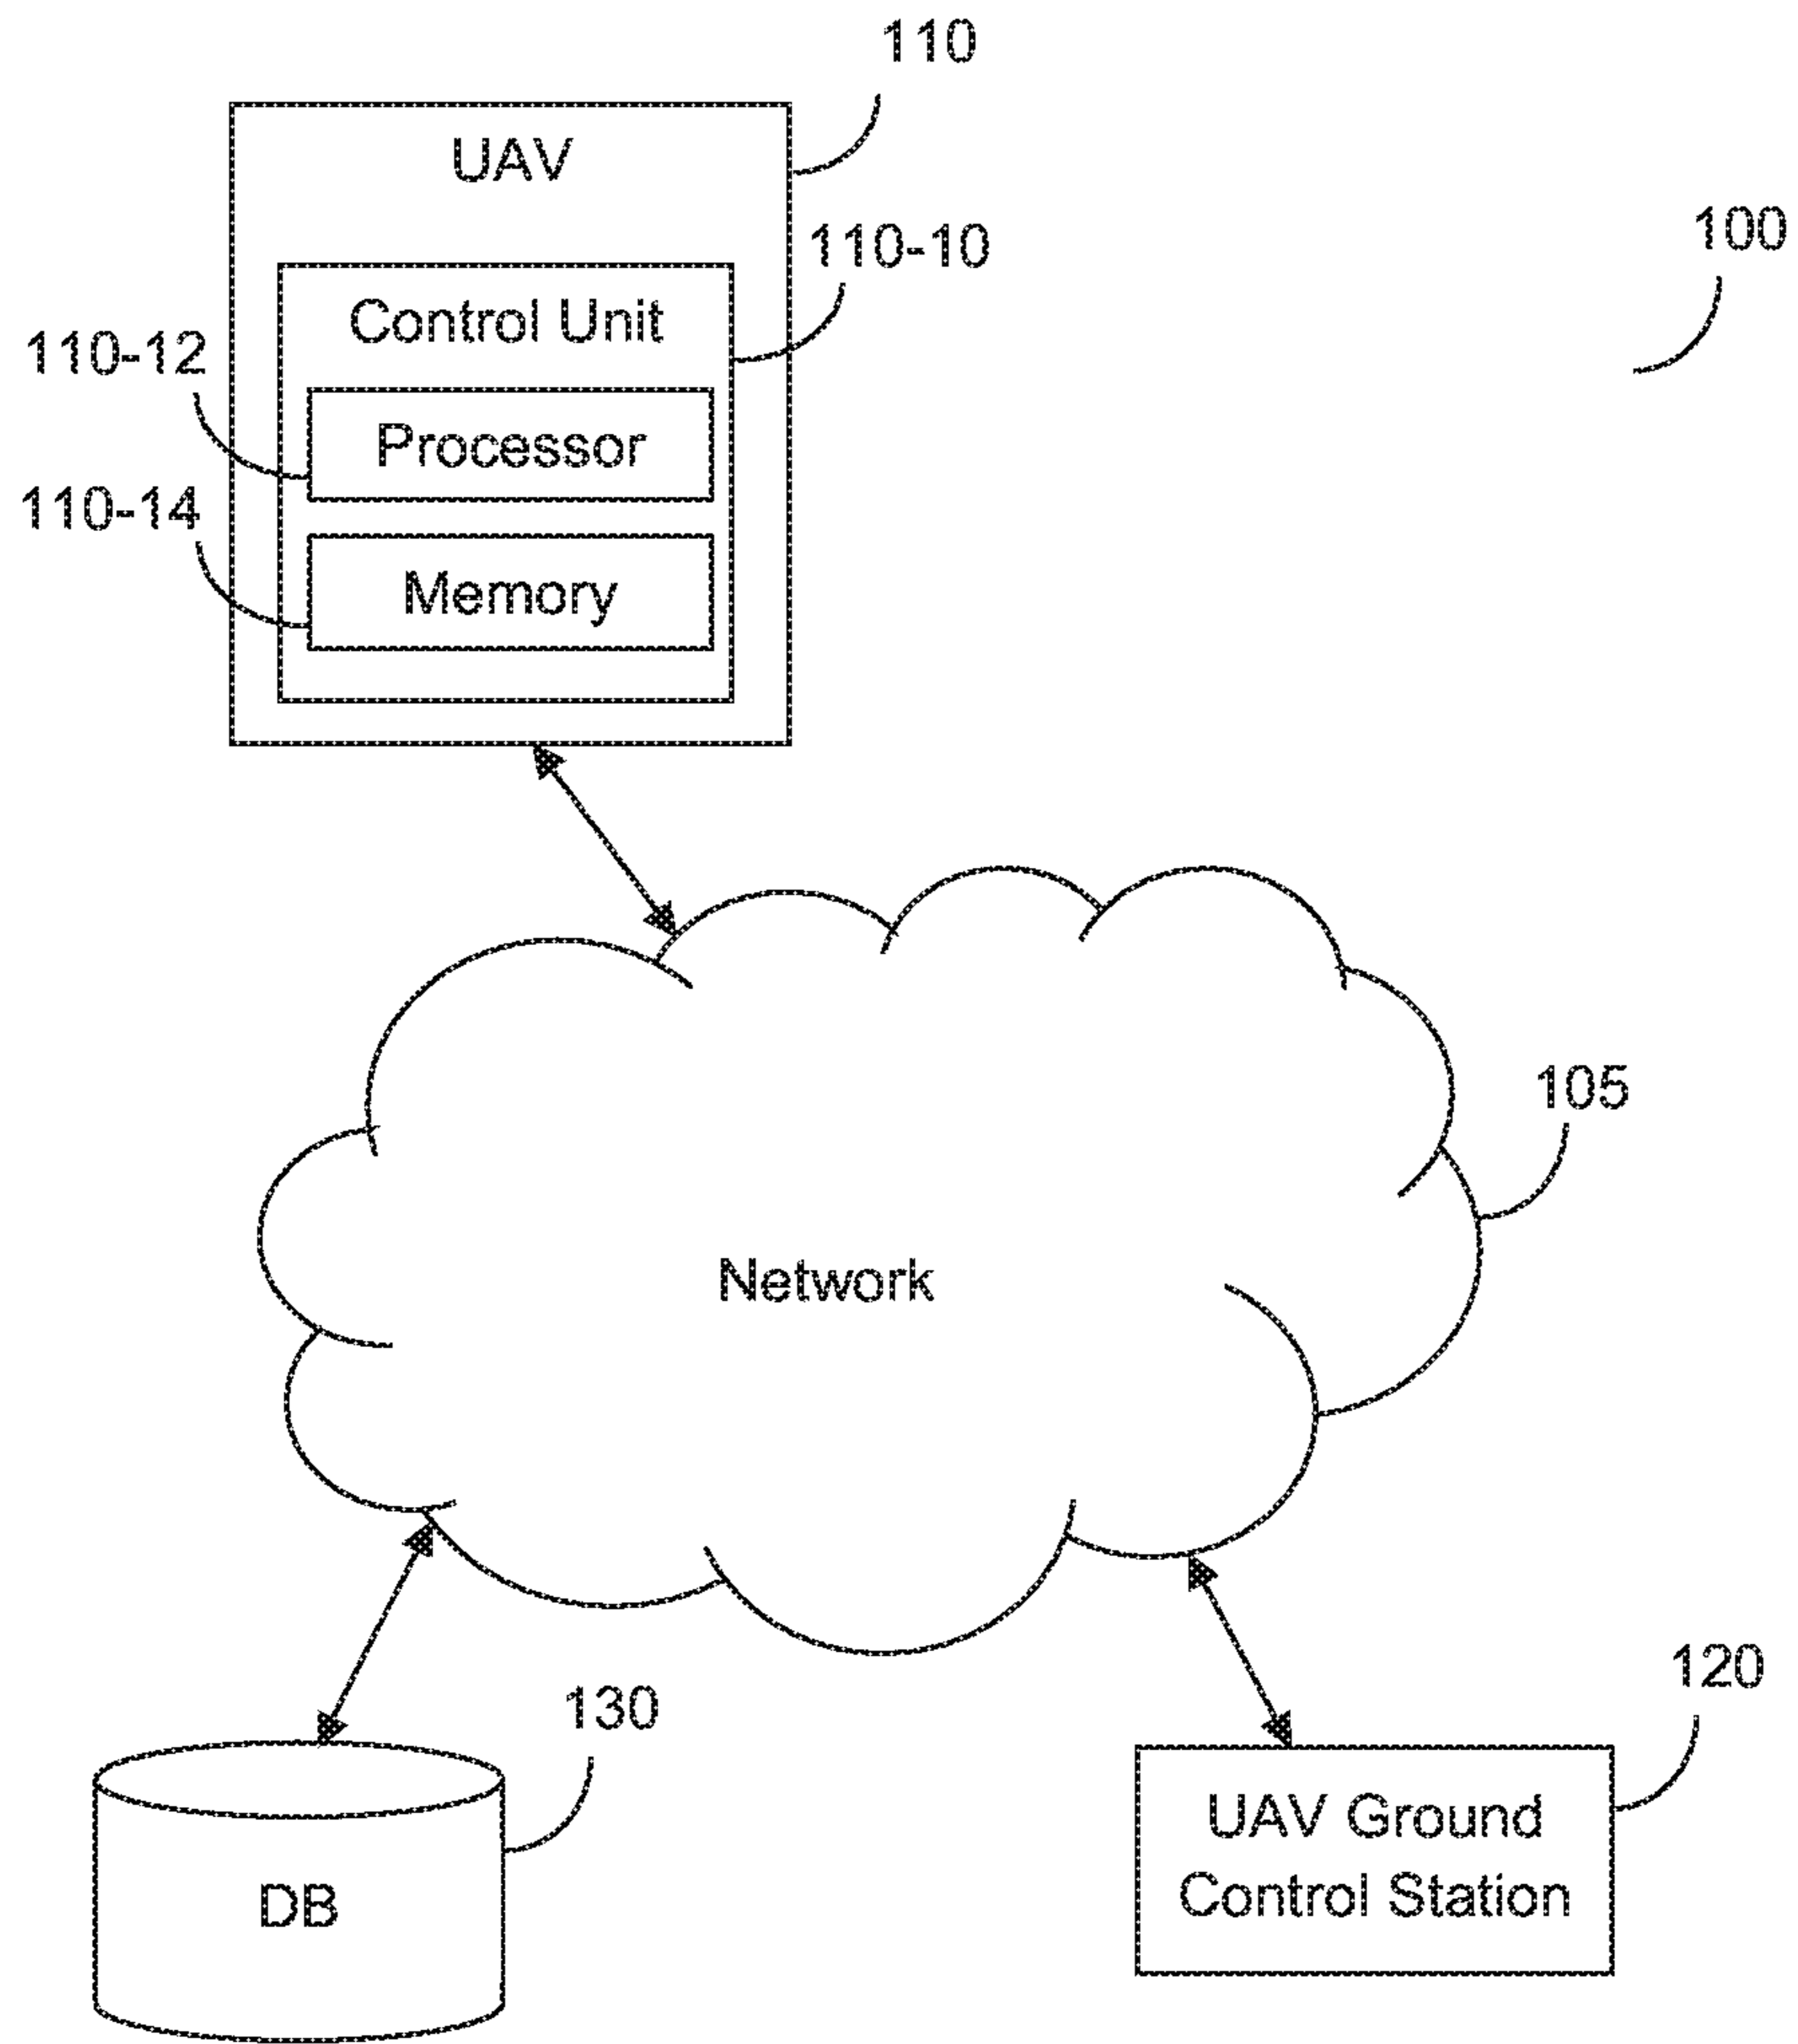 110
UAV
110-10
100
Control Unit
110-12
Processor
110-14
Memory
105
Network
120
130
UAV Ground
Control Station
DB